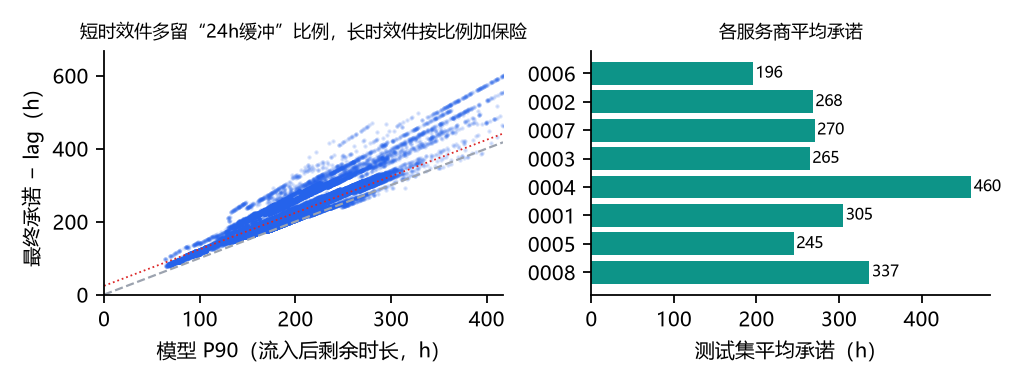 短时效件多留“24h缓冲”比例，长时效件按比例加保险
最终承诺 − lag（h）
600
400
200
0
0 100 200 300 400
模型 P90（流入后剩余时长，h）
各服务商平均承诺
0006 196
0002 268
0007 270
0003 265
0004 460
0001 305
0005 245
0008 337
0 100 200 300 400
测试集平均承诺（h）